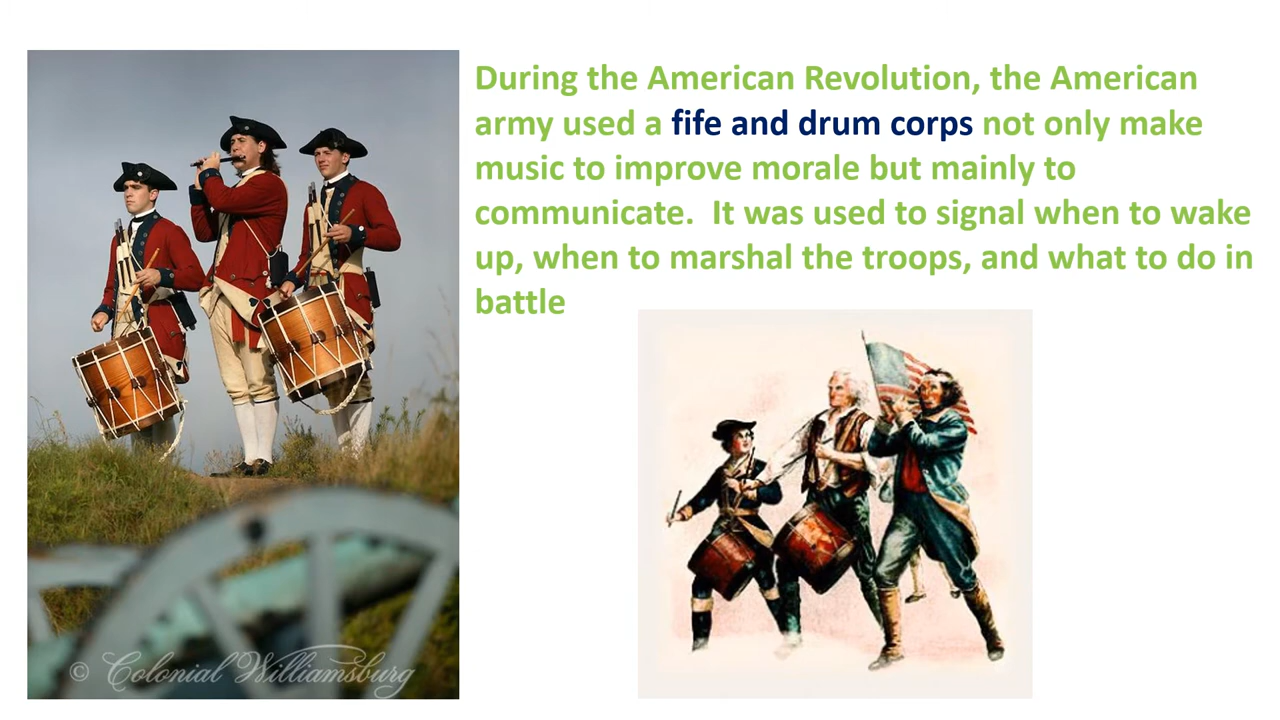 During the American Revolution, the American
army used a fife and drum corps not only make
music to improve morale but mainly to
communicate.  It was used to signal when to wake
up, when to marshal the troops, and what to do in
battle
© Colonial Williamsburg